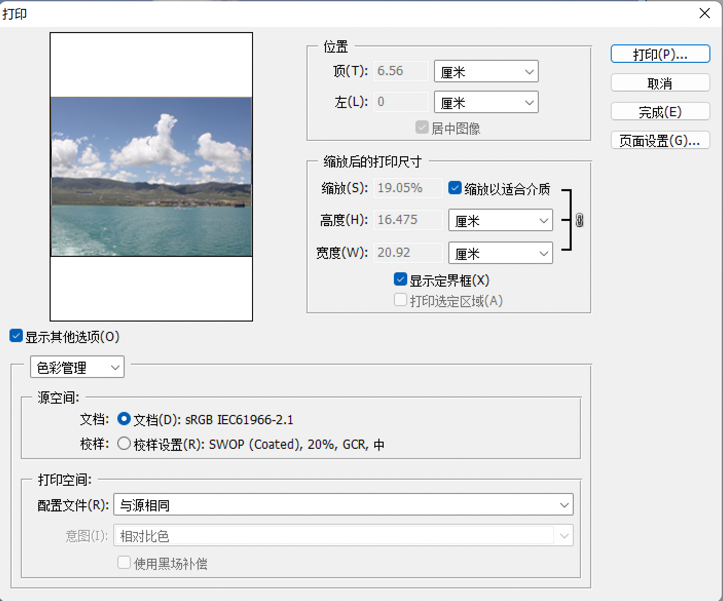 打印
位置
顶(T): 6.56 厘米
左(L): 0 厘米
居中图像
打印(P)...
取消
完成(E)
页面设置(G)...
缩放后的打印尺寸
缩放(S): 19.05% 缩放以适合介质
高度(H): 16.475 厘米
宽度(W): 20.92 厘米
显示定界框(X)
打印选定区域(A)
显示其他选项(O)
色彩管理
源空间:
文档: 文档(D): sRGB IEC61966-2.1
校样: 校样设置(R): SWOP (Coated), 20%, GCR, 中
打印空间:
配置文件(R): 与源相同
意图(I): 相对比色
使用黑场补偿